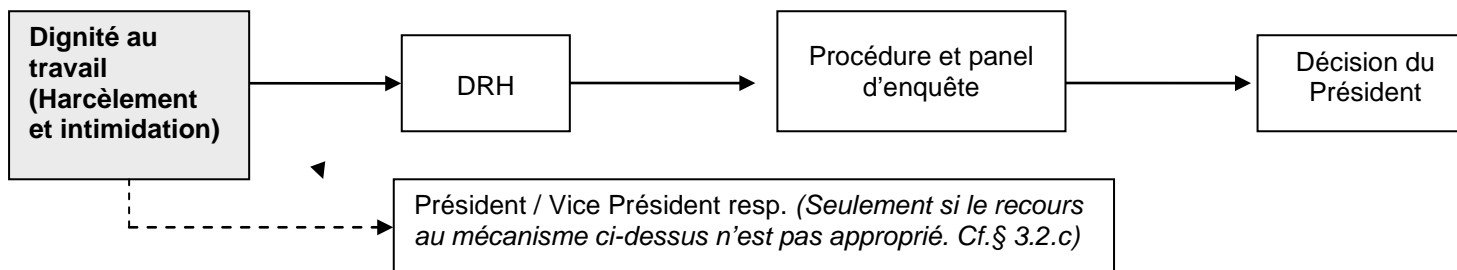 Dignité au
travail
(Harcèlement
et intimidation)
DRH
Procédure et panel
d’enquête
Décision du
Président
Président / Vice Président resp. (Seulement si le recours
au mécanisme ci-dessus n’est pas approprié. Cf.§ 3.2.c)